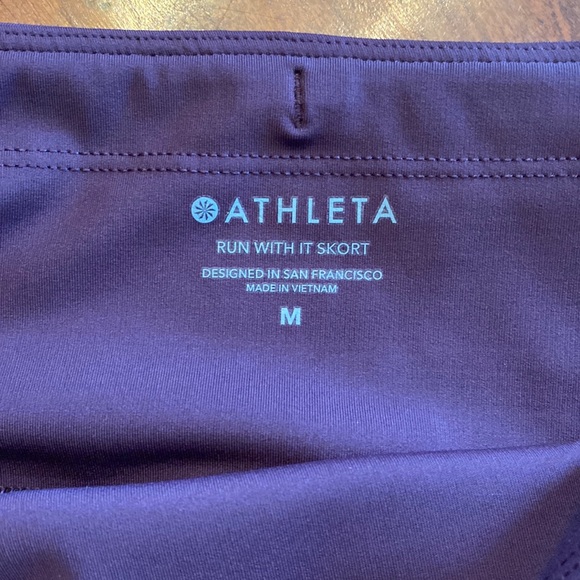 ATHLETA
RUN WITH IT SKORT
DESIGNED IN SAN FRANCISCO
MADE IN VIETNAM
M